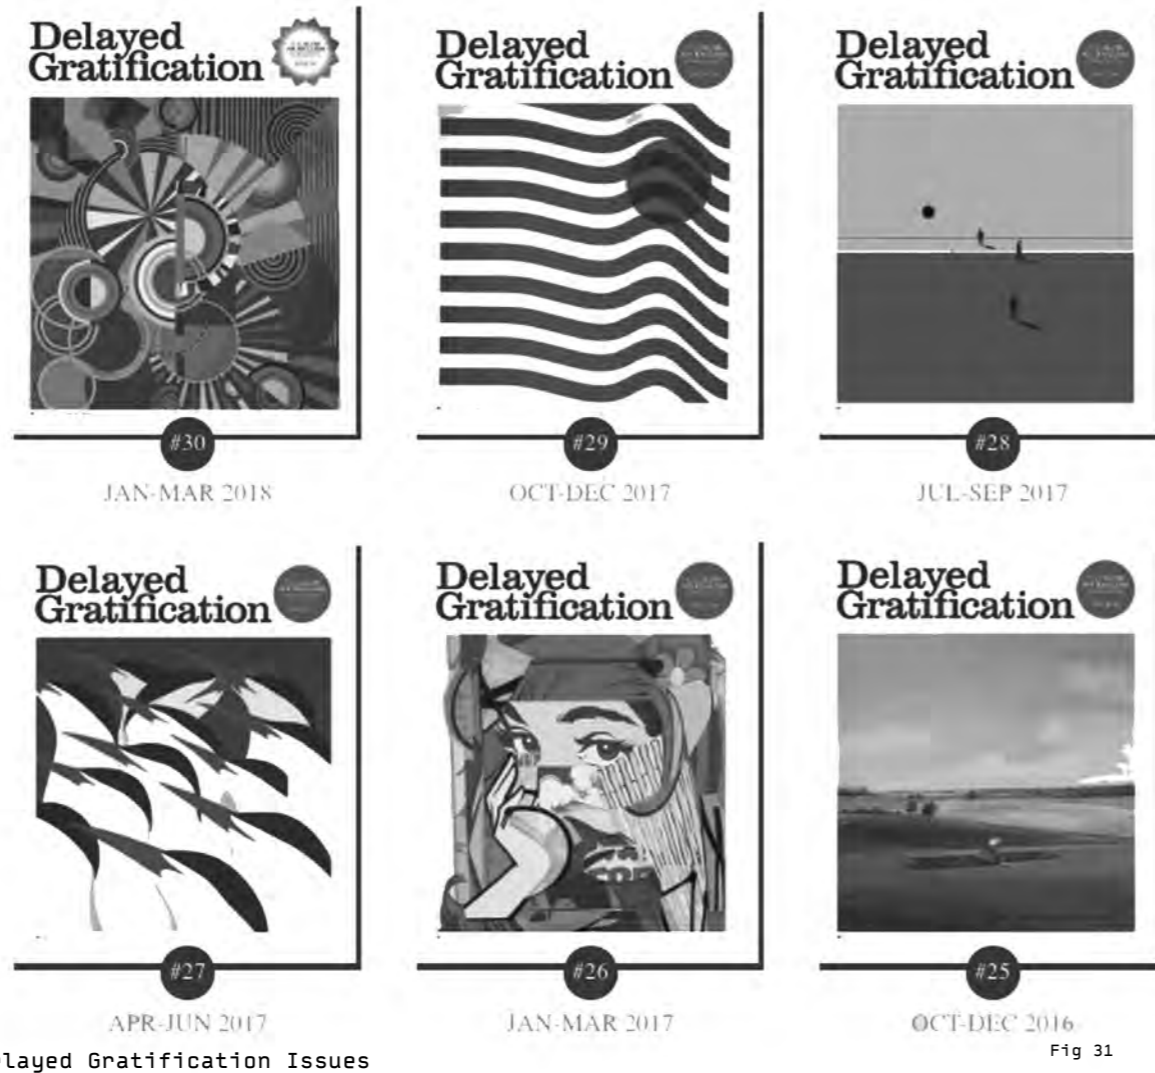 Delayed
Gratification
#30
JAN-MAR 2018
Delayed
Gratification
#29
OCT-DEC 2017
Delayed
Gratification
#28
JUL-SEP 2017
Delayed
Gratification
#27
APR-JUN 2017
Delayed
Gratification
#26
JAN-MAR 2017
Delayed
Gratification
#25
OCT-DEC 2016
layed Gratification Issues
Fig 31